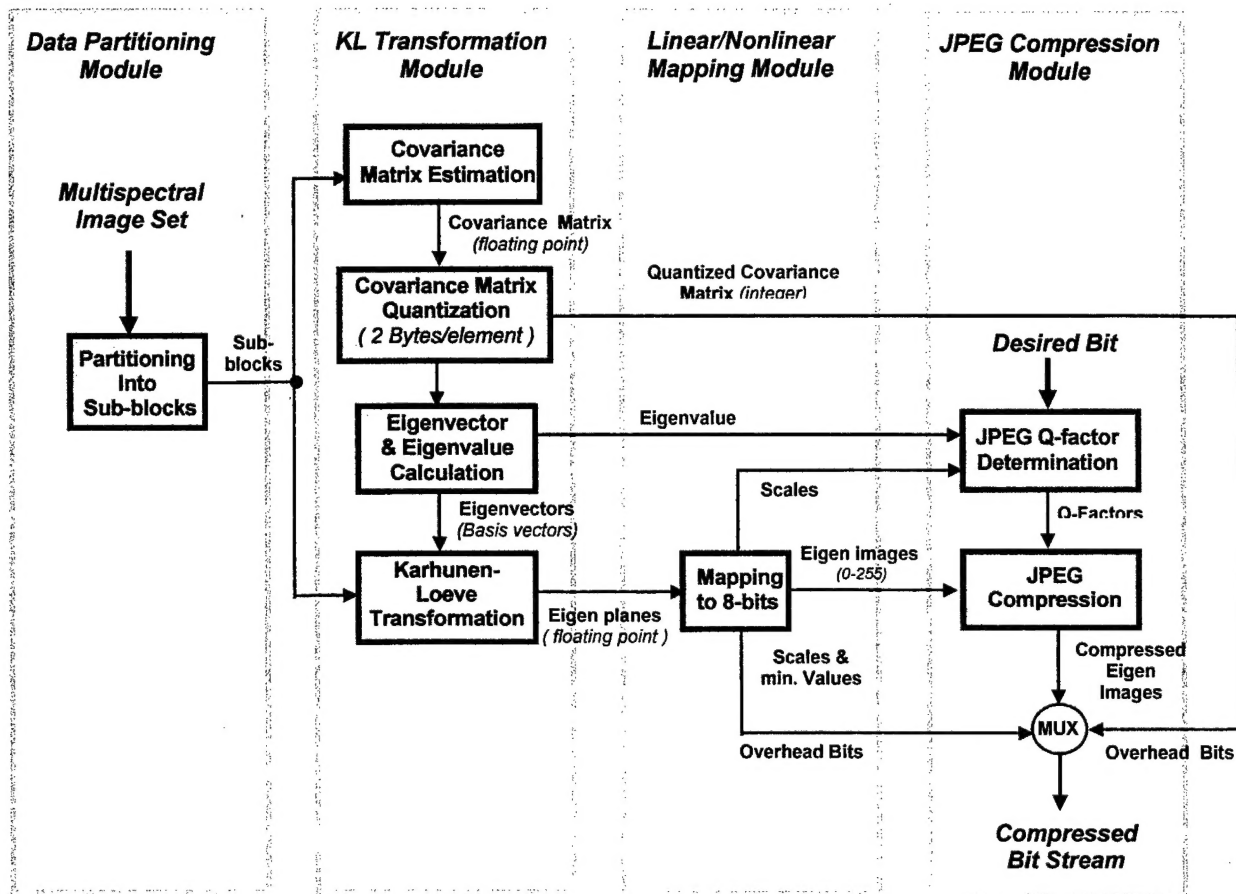 Data Partitioning
Module
KL Transformation
Module
Linear/Nonlinear
Mapping Module
JPEG Compression
Module
Multispectral
Image Set
Partitioning
Into
Sub-blocks
Sub-
blocks
Covariance
Matrix Estimation
Covariance Matrix
(floating point)
Covariance Matrix
Quantization
( 2 Bytes/element )
Quantized Covariance
Matrix (integer)
Eigenvector
& Eigenvalue
Calculation
Eigenvalue
Eigenvectors
(Basis vectors)
Karhunen-
Loeve
Transformation
Eigen planes
( floating point )
Mapping
to 8-bits
Scales
Eigen images
(0-255)
Scales &
min. Values
Overhead Bits
Desired Bit
JPEG Q-factor
Determination
Q-Factors
JPEG
Compression
Compressed
Eigen
Images
MUX
Overhead Bits
Compressed
Bit Stream